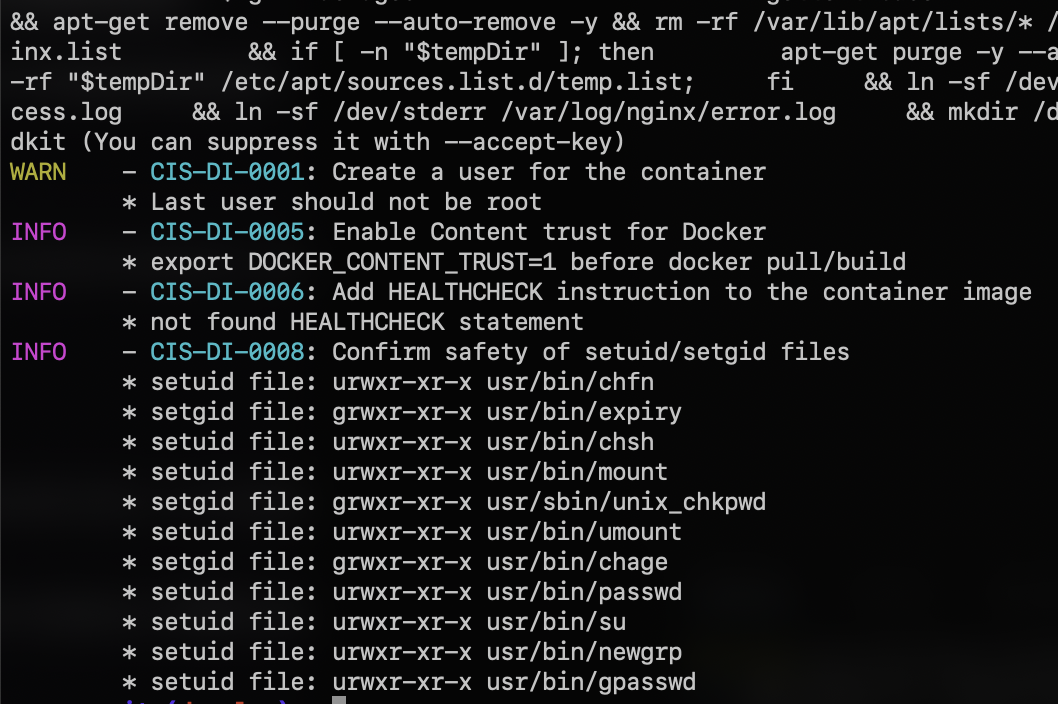 && apt-get remove --purge --auto-remove -y && rm -rf /var/lib/apt/lists/* /
inx.list && if [ -n "$tempDir" ]; then apt-get purge -y --a
-rf "$tempDir" /etc/apt/sources.list.d/temp.list; fi && ln -sf /dev
cess.log && ln -sf /dev/stderr /var/log/nginx/error.log && mkdir /d
dkit (You can suppress it with --accept-key)
WARN - CIS-DI-0001: Create a user for the container
* Last user should not be root
INFO - CIS-DI-0005: Enable Content trust for Docker
* export DOCKER_CONTENT_TRUST=1 before docker pull/build
INFO - CIS-DI-0006: Add HEALTHCHECK instruction to the container image
* not found HEALTHCHECK statement
INFO - CIS-DI-0008: Confirm safety of setuid/setgid files
* setuid file: urwxr-xr-x usr/bin/chfn
* setgid file: grwxr-xr-x usr/bin/expiry
* setuid file: urwxr-xr-x usr/bin/chsh
* setuid file: urwxr-xr-x usr/bin/mount
* setgid file: grwxr-xr-x usr/sbin/unix_chkpwd
* setuid file: urwxr-xr-x usr/bin/umount
* setgid file: grwxr-xr-x usr/bin/chage
* setuid file: urwxr-xr-x usr/bin/passwd
* setuid file: urwxr-xr-x usr/bin/su
* setuid file: urwxr-xr-x usr/bin/newgrp
* setuid file: urwxr-xr-x usr/bin/gpasswd